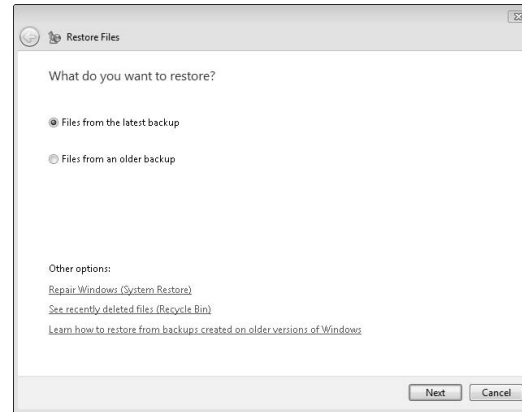 Restore Files
What do you want to restore?
Files from the latest backup
Files from an older backup
Other options:
Repair Windows (System Restore)
See recently deleted files (Recycle Bin)
Learn how to restore from backups created on older versions of Windows
Next Cancel